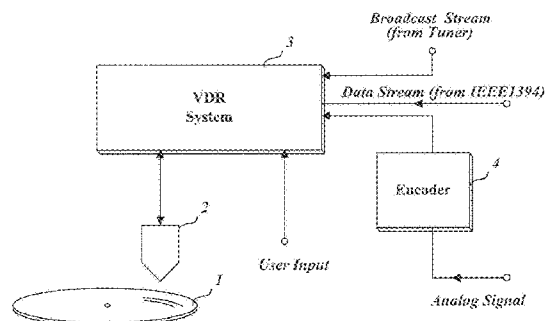 Broadcast Stream
(from Tuner)
3
VDR
System
Data Stream (from IEEE1394)
4
Encoder
2
User Input
1
Analog Signal